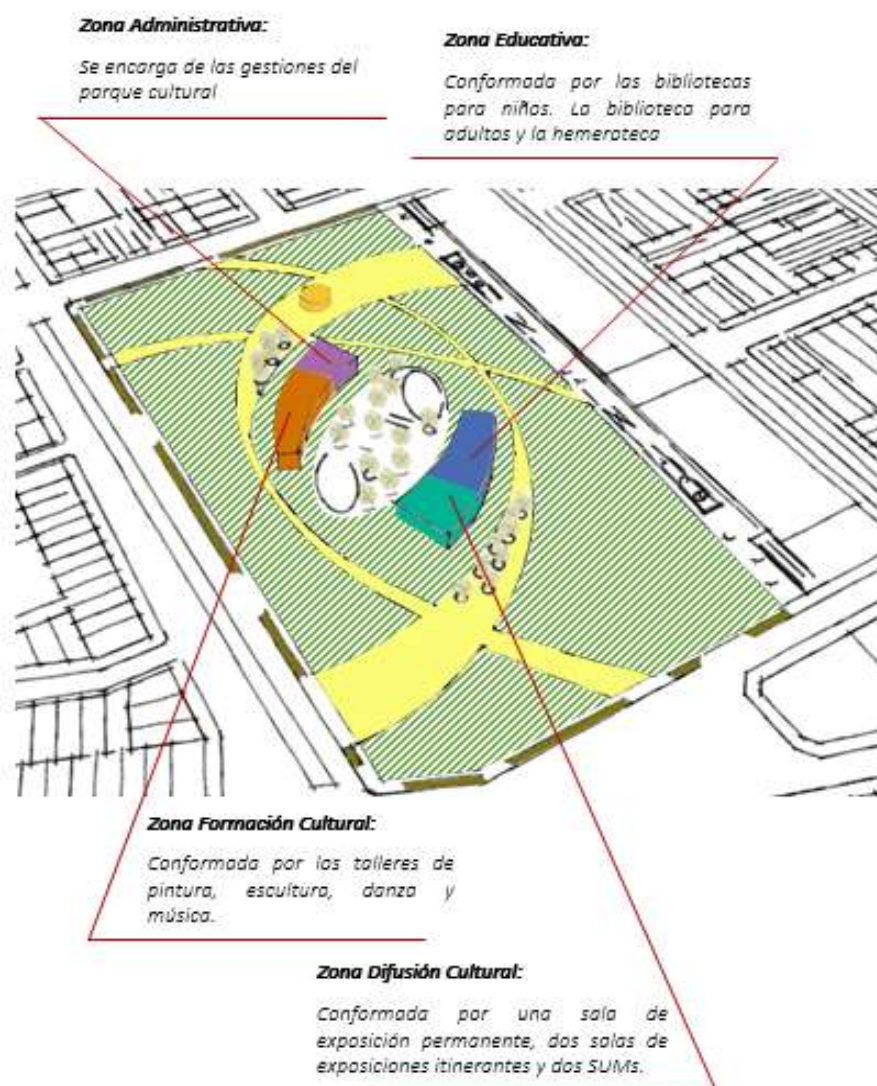 Zona Administrativa:
Se encarga de las gestiones del
parque cultural
Zona Educativa:
Conformada por las bibliotecas
para niños. La biblioteca para
adultos y la hemeroteca
Zona Formación Cultural:
Conformada por los talleres de
pintura, escultura, danza y
música.
Zona Difusión Cultural:
Conformada por una sala de
exposición permanente, dos salas de
exposiciones itinerantes y dos SUMs.